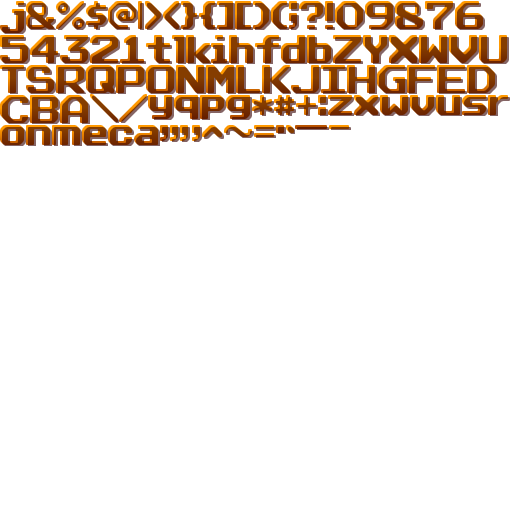 j&%$@|><}{][)(;?!09876
54321tlkihfdbZYXWVU
TSRQPONMLKJIHGFED
CBA\/yqpg*#+:zxwvusr
onmeca"",'^~="-_